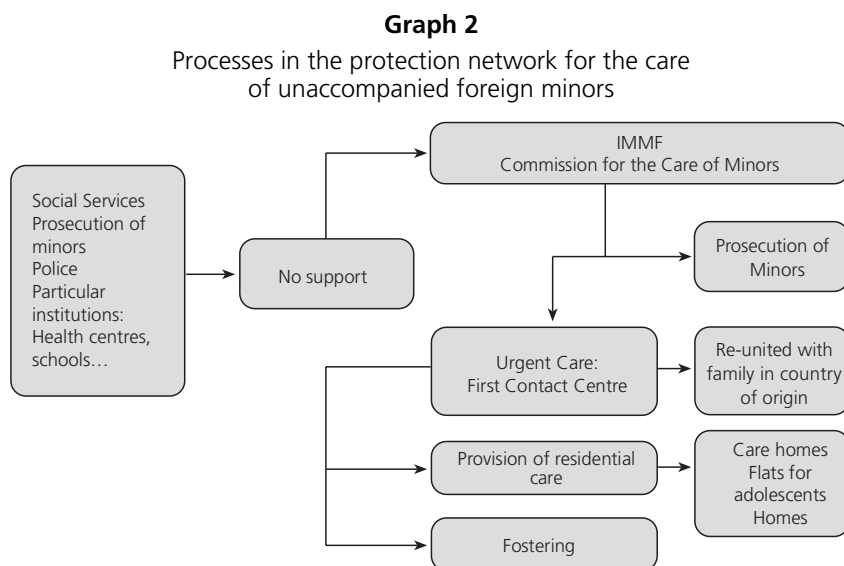 Graph 2
Processes in the protection network for the care
of unaccompanied foreign minors
IMMF
Commission for the Care of Minors
Social Services
Prosecution of
minors
Police
Particular
institutions:
Health centres,
schools…
No support
Prosecution of
Minors
Urgent Care:
First Contact Centre
Re-united with
family in country
of origin
Provision of residential
care
Care homes
Flats for
adolescents
Homes
Fostering